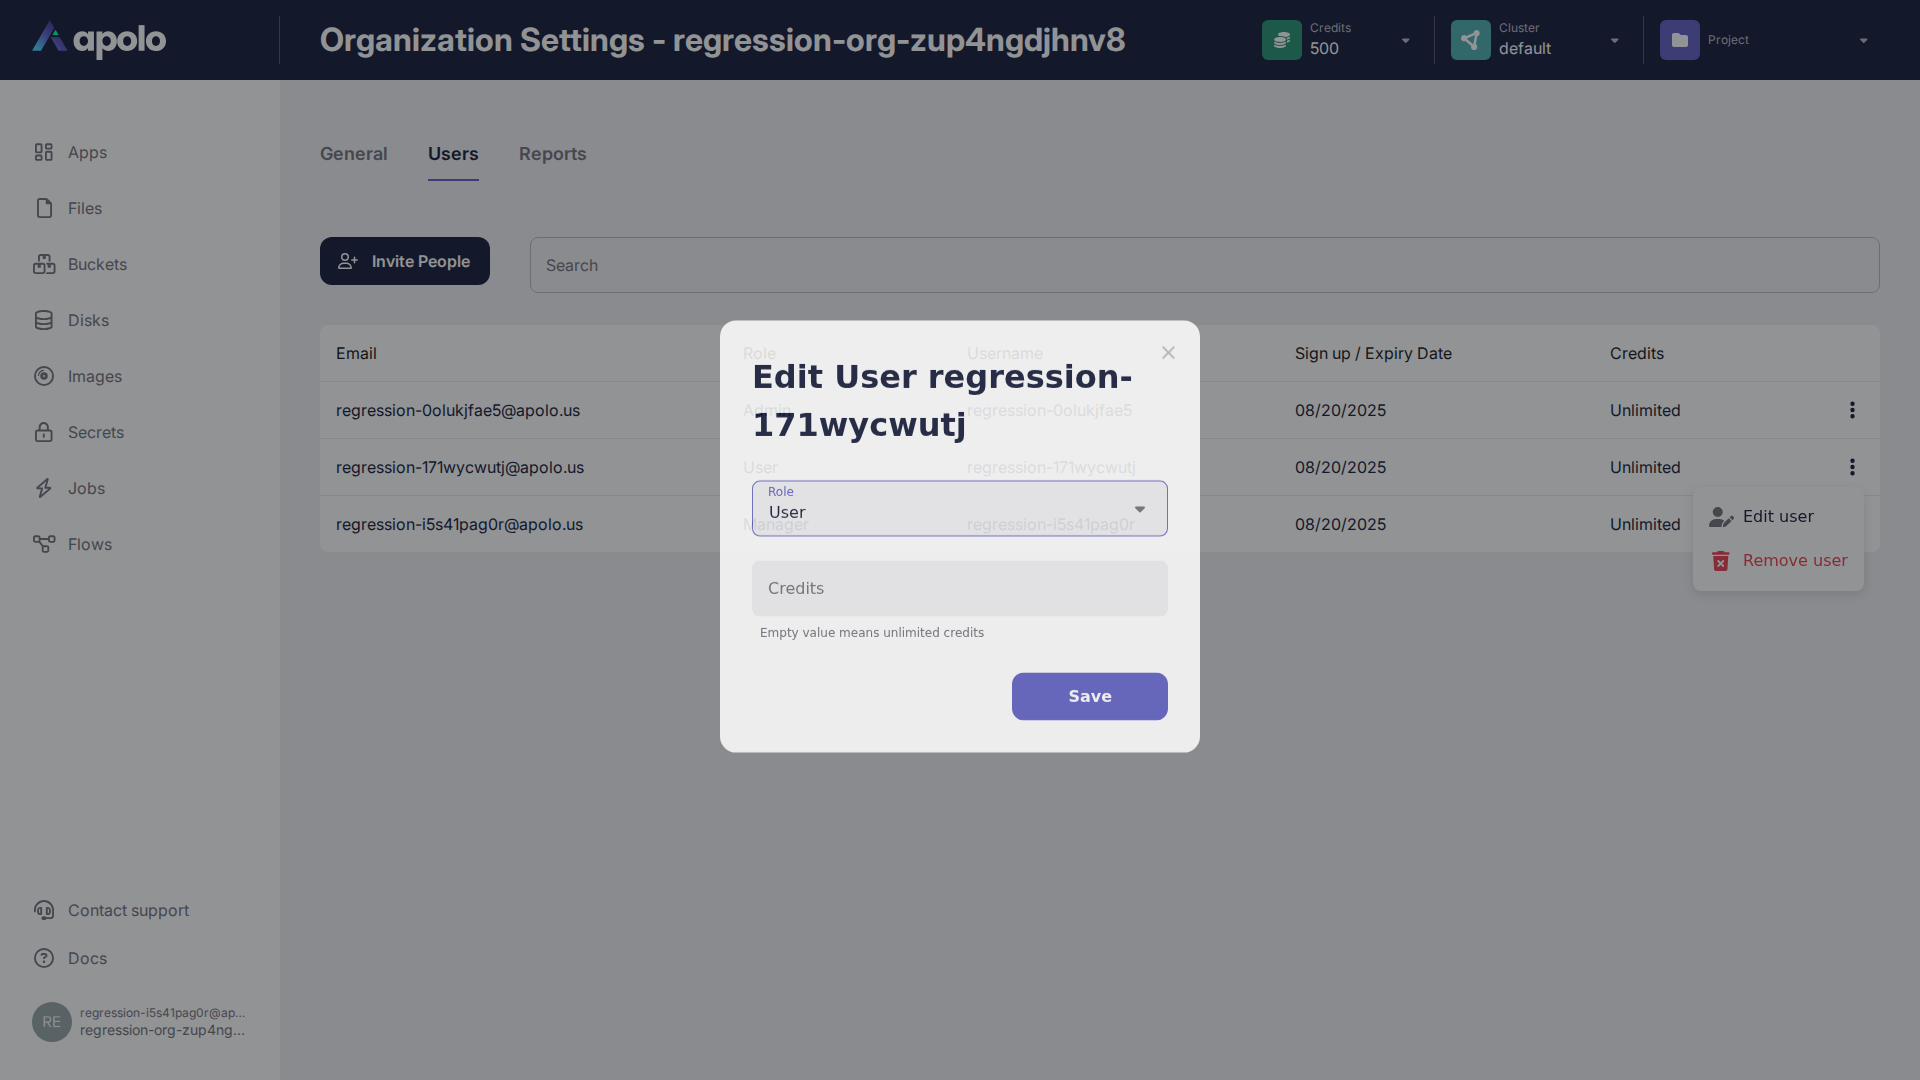 apolo
Organization Settings - regression-org-zup4ngdjhnv8
Credits
500
Cluster
default
Project
Apps
Files
Buckets
Disks
Images
Secrets
Jobs
Flows
General
Users
Reports
Invite People
Search
Email
Role
Username
Sign up / Expiry Date
Credits
regression-0olukjfae5@apolo.us
Admin
regression-0olukjfae5
08/20/2025
Unlimited
regression-171wycwutj@apolo.us
User
regression-171wycwutj
08/20/2025
Unlimited
regression-i5s41pag0r@apolo.us
Manager
regression-i5s41pag0r
08/20/2025
Unlimited
Edit user
Remove user
Edit User regression-
171wycwutj
Role
User
Credits
Empty value means unlimited credits
Save
Contact support
Docs
RE
regression-i5s41pag0r@ap...
regression-org-zup4ng...